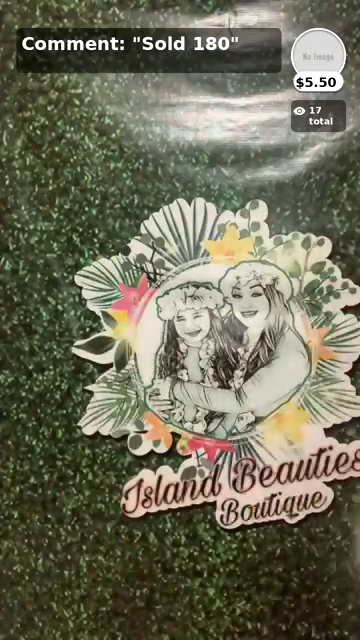 Comment: "Sold 180"
No Image
$5.50
17
total
Island Beauties
Boutique